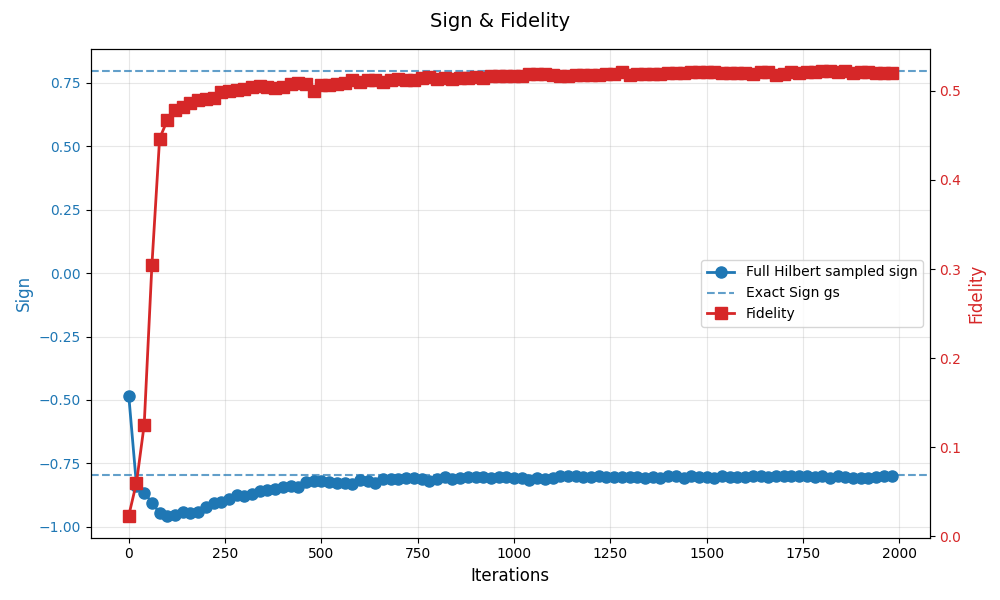 Sign & Fidelity
0.75
0.50
0.25
0.00
−0.25
−0.50
−0.75
−1.00
Sign
0.5
0.4
0.3
0.2
0.1
0.0
Fidelity
Full Hilbert sampled sign
Exact Sign gs
Fidelity
0 250 500 750 1000 1250 1500 1750 2000
Iterations